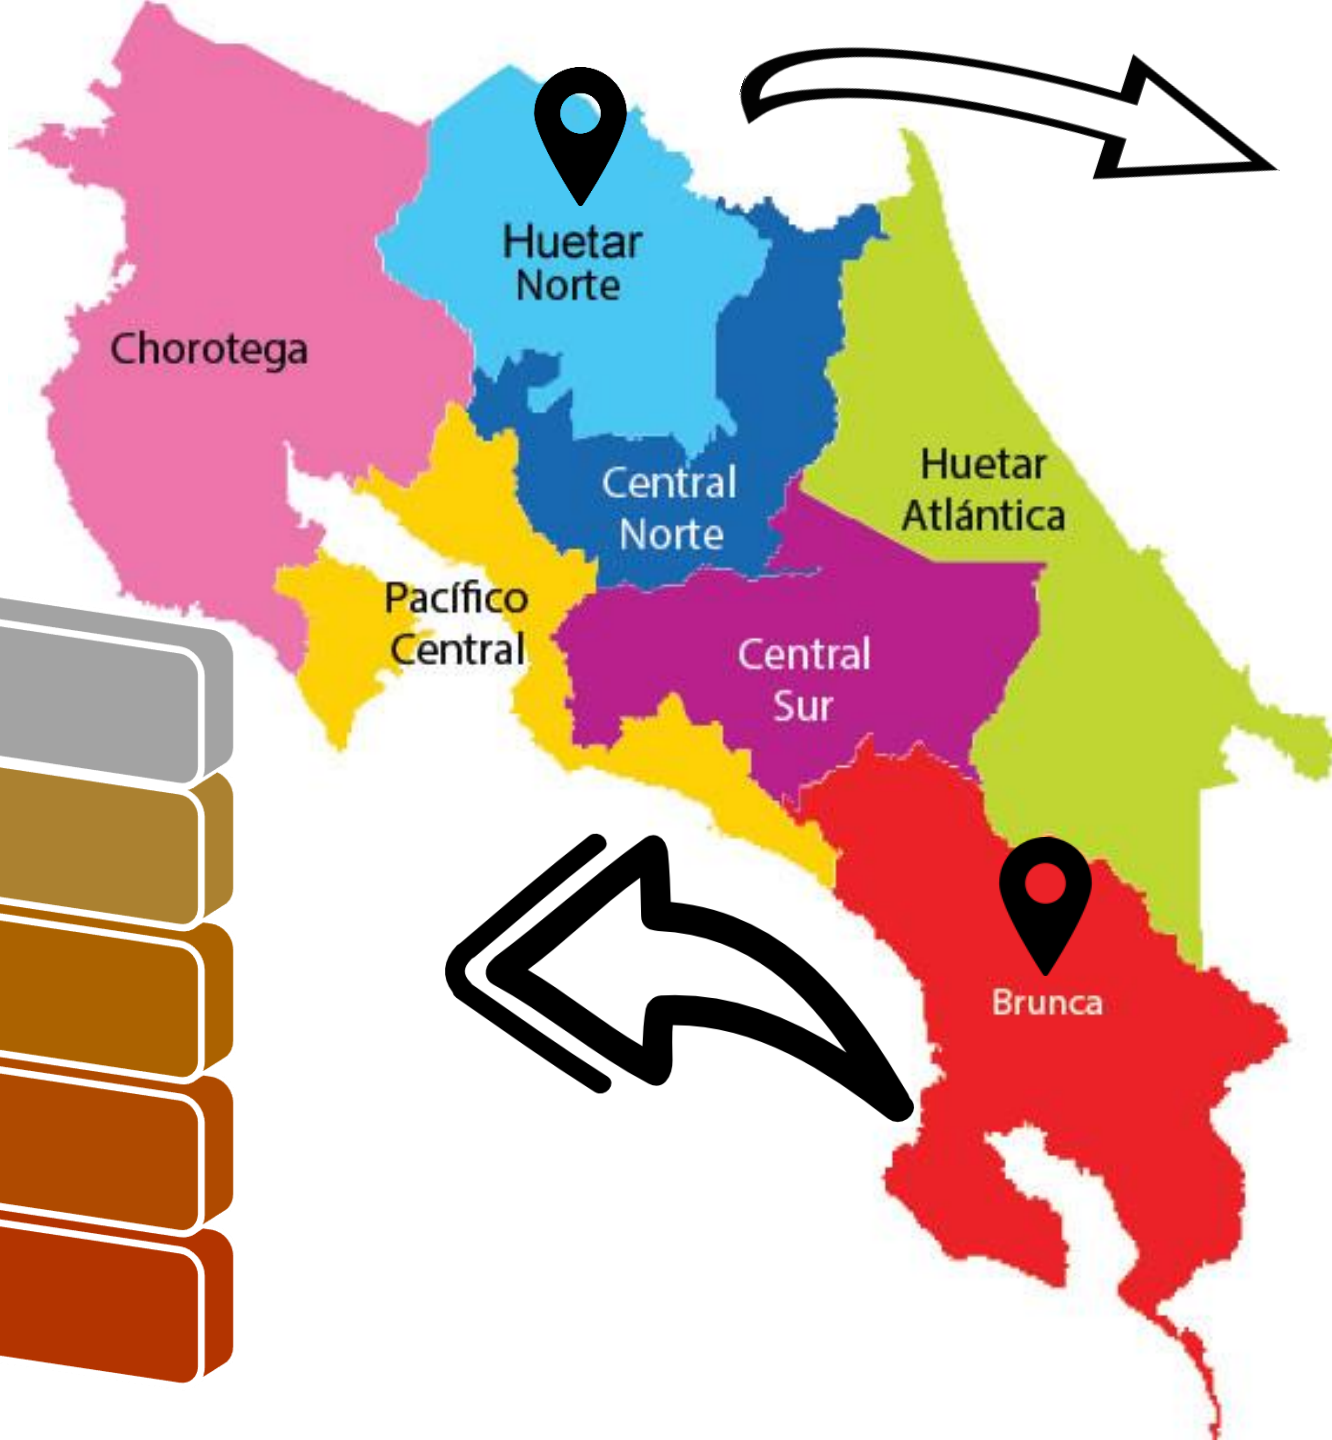 Huetar
Norte
Chorotega
Huetar
Atlántica
Central
Norte
Pacífico
Central
Central
Sur
Brunca